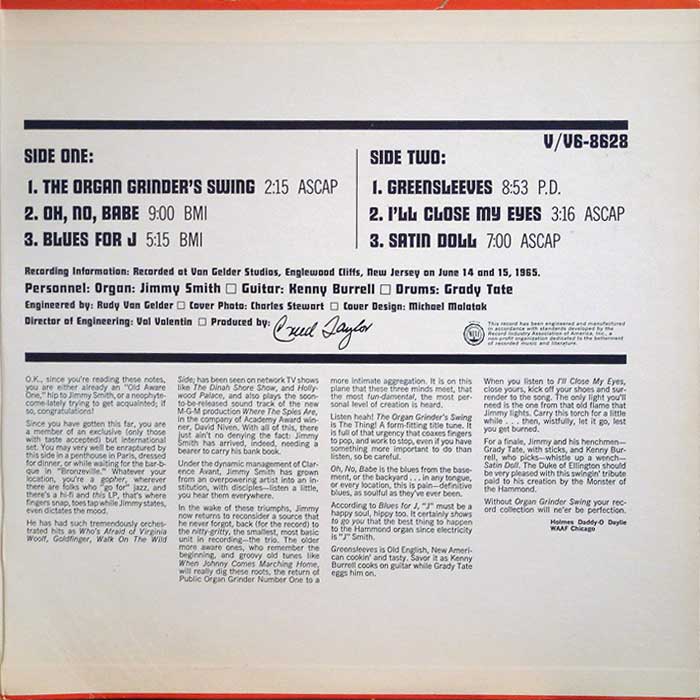 V/V6-8628
SIDE ONE:
1. THE ORGAN GRINDER'S SWING 2:15 ASCAP
2. OH, NO, BABE 9:00 BMI
3. BLUES FOR J 5:15 BMI
SIDE TWO:
1. GREENSLEEVES 8:53 P.D.
2. I'LL CLOSE MY EYES 3:16 ASCAP
3. SATIN DOLL 7:00 ASCAP
Recording Information: Recorded at Van Gelder Studios, Englewood Cliffs, New Jersey on June 14 and 15, 1965.
Personnel: Organ: Jimmy Smith □ Guitar: Kenny Burrell □ Drums: Grady Tate
Engineered by: Rudy Van Gelder □ Cover Photo: Charles Stewart □ Cover Design: Michael Malatak
Director of Engineering: Val Valentin □ Produced by: Creed Taylor
This record has been engineered and manufactured
in accordance with standards developed by the
Record Industry Association of America, Inc., a
non-profit organization dedicated to the betterment
of recorded music and literature.
O.K., since you're reading these notes,
you are either already an "Old Aware
One," hip to Jimmy Smith, or a neophyte-
come-lately trying to get acquainted; if
so, congratulations!
Since you have gotten this far, you are
a member of an exclusive (only those
with taste accepted) but international
set. You may very well be enraptured by
this side in a penthouse in Paris, dressed
for dinner, or while waiting for the bar-b-
que in "Bronzeville." Whatever your
location, you're a gopher, wherever
there are folks who "go for" jazz, and
there's a hi-fi and this LP, that's where
fingers snap, toes tap while Jimmy states,
even dictates the mood.
He has had such tremendously orches-
trated hits as Who's Afraid of Virginia
Woolf, Goldfinger, Walk On The Wild
Side; has been seen on network TV shows
like The Dinah Shore Show, and Holly-
wood Palace, and also plays the soon-
to-be-released sound track of the new
M-G-M production Where The Spies Are,
in the company of Academy Award win-
ner, David Niven. With all of this, there
just ain't no denying the fact: Jimmy
Smith has arrived, indeed, needing a
bearer to carry his bank book.
Under the dynamic management of Clar-
ence Avant, Jimmy Smith has grown
from an overpowering artist into an in-
stitution, with disciples—listen a little,
you hear them everywhere.
In the wake of these triumphs, Jimmy
now returns to reconsider a source that
he never forgot, back (for the record) to
the nitty-gritty, the smallest, most basic
unit in recording—the trio. The older
more aware ones, who remember the
beginning, and groovy old tunes like
When Johnny Comes Marching Home,
will really dig these roots, the return of
Public Organ Grinder Number One to a
more intimate aggregation. It is on this
plane that these three minds meet, that
the most fun-damental, the most per-
sonal level of creation is heard.
Listen heah! The Organ Grinder's Swing
is The Thing! A form-fitting title tune. It
is full of that urgency that coaxes fingers
to pop, and work to stop, even if you have
something more important to do than
listen, so be careful.
Oh, No, Babe is the blues from the base-
ment, or the backyard . . . in any tongue,
or every location, this is pain—definitive
blues, as soulful as they've ever been.
According to Blues for J, "J" must be a
happy soul, hippy too. It certainly shows
to go you that the best thing to happen
to the Hammond organ since electricity
is "J" Smith.
Greensleeves is Old English, New Ameri-
can cookin' and tasty. Savor it as Kenny
Burrell cooks on guitar while Grady Tate
eggs him on.
When you listen to I'll Close My Eyes,
close yours, kick off your shoes and sur-
render to the song. The only light you'll
need is the one from that old flame that
Jimmy lights. Carry this torch for a little
while . . . then, wistfully, let it go, lest
you get burned.
For a finale, Jimmy and his henchmen—
Grady Tate, with sticks, and Kenny Bur-
rell, who picks—whistle up a wench—
Satin Doll. The Duke of Ellington should
be very pleased with this swingin' tribute
paid to his creation by the Monster of
the Hammond.
Without Organ Grinder Swing your rec-
ord collection will ne'er be perfection.
Holmes Daddy-O Daylie
WAAF Chicago